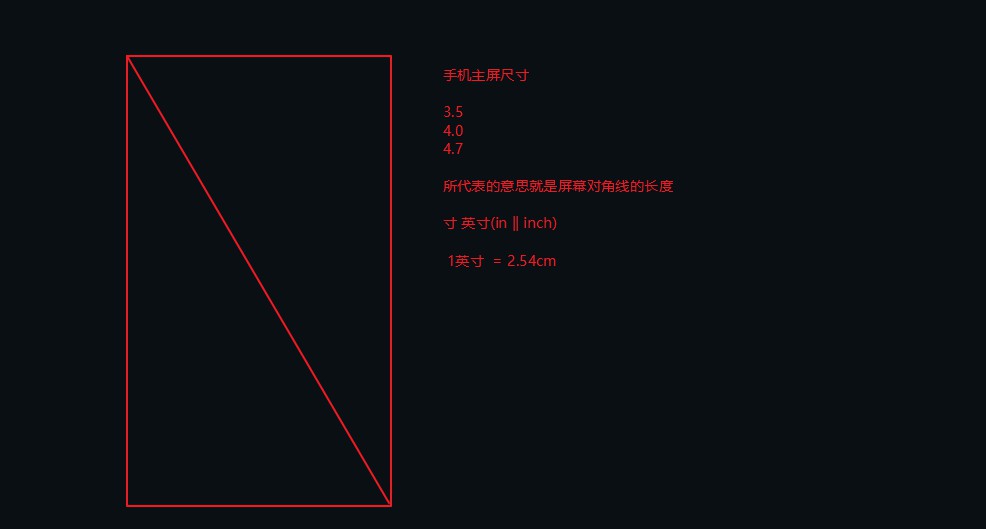 手机主屏尺寸
3.5
4.0
4.7
所代表的意思就是屏幕对角线的长度
寸 英寸(in || inch)
1英寸 = 2.54cm